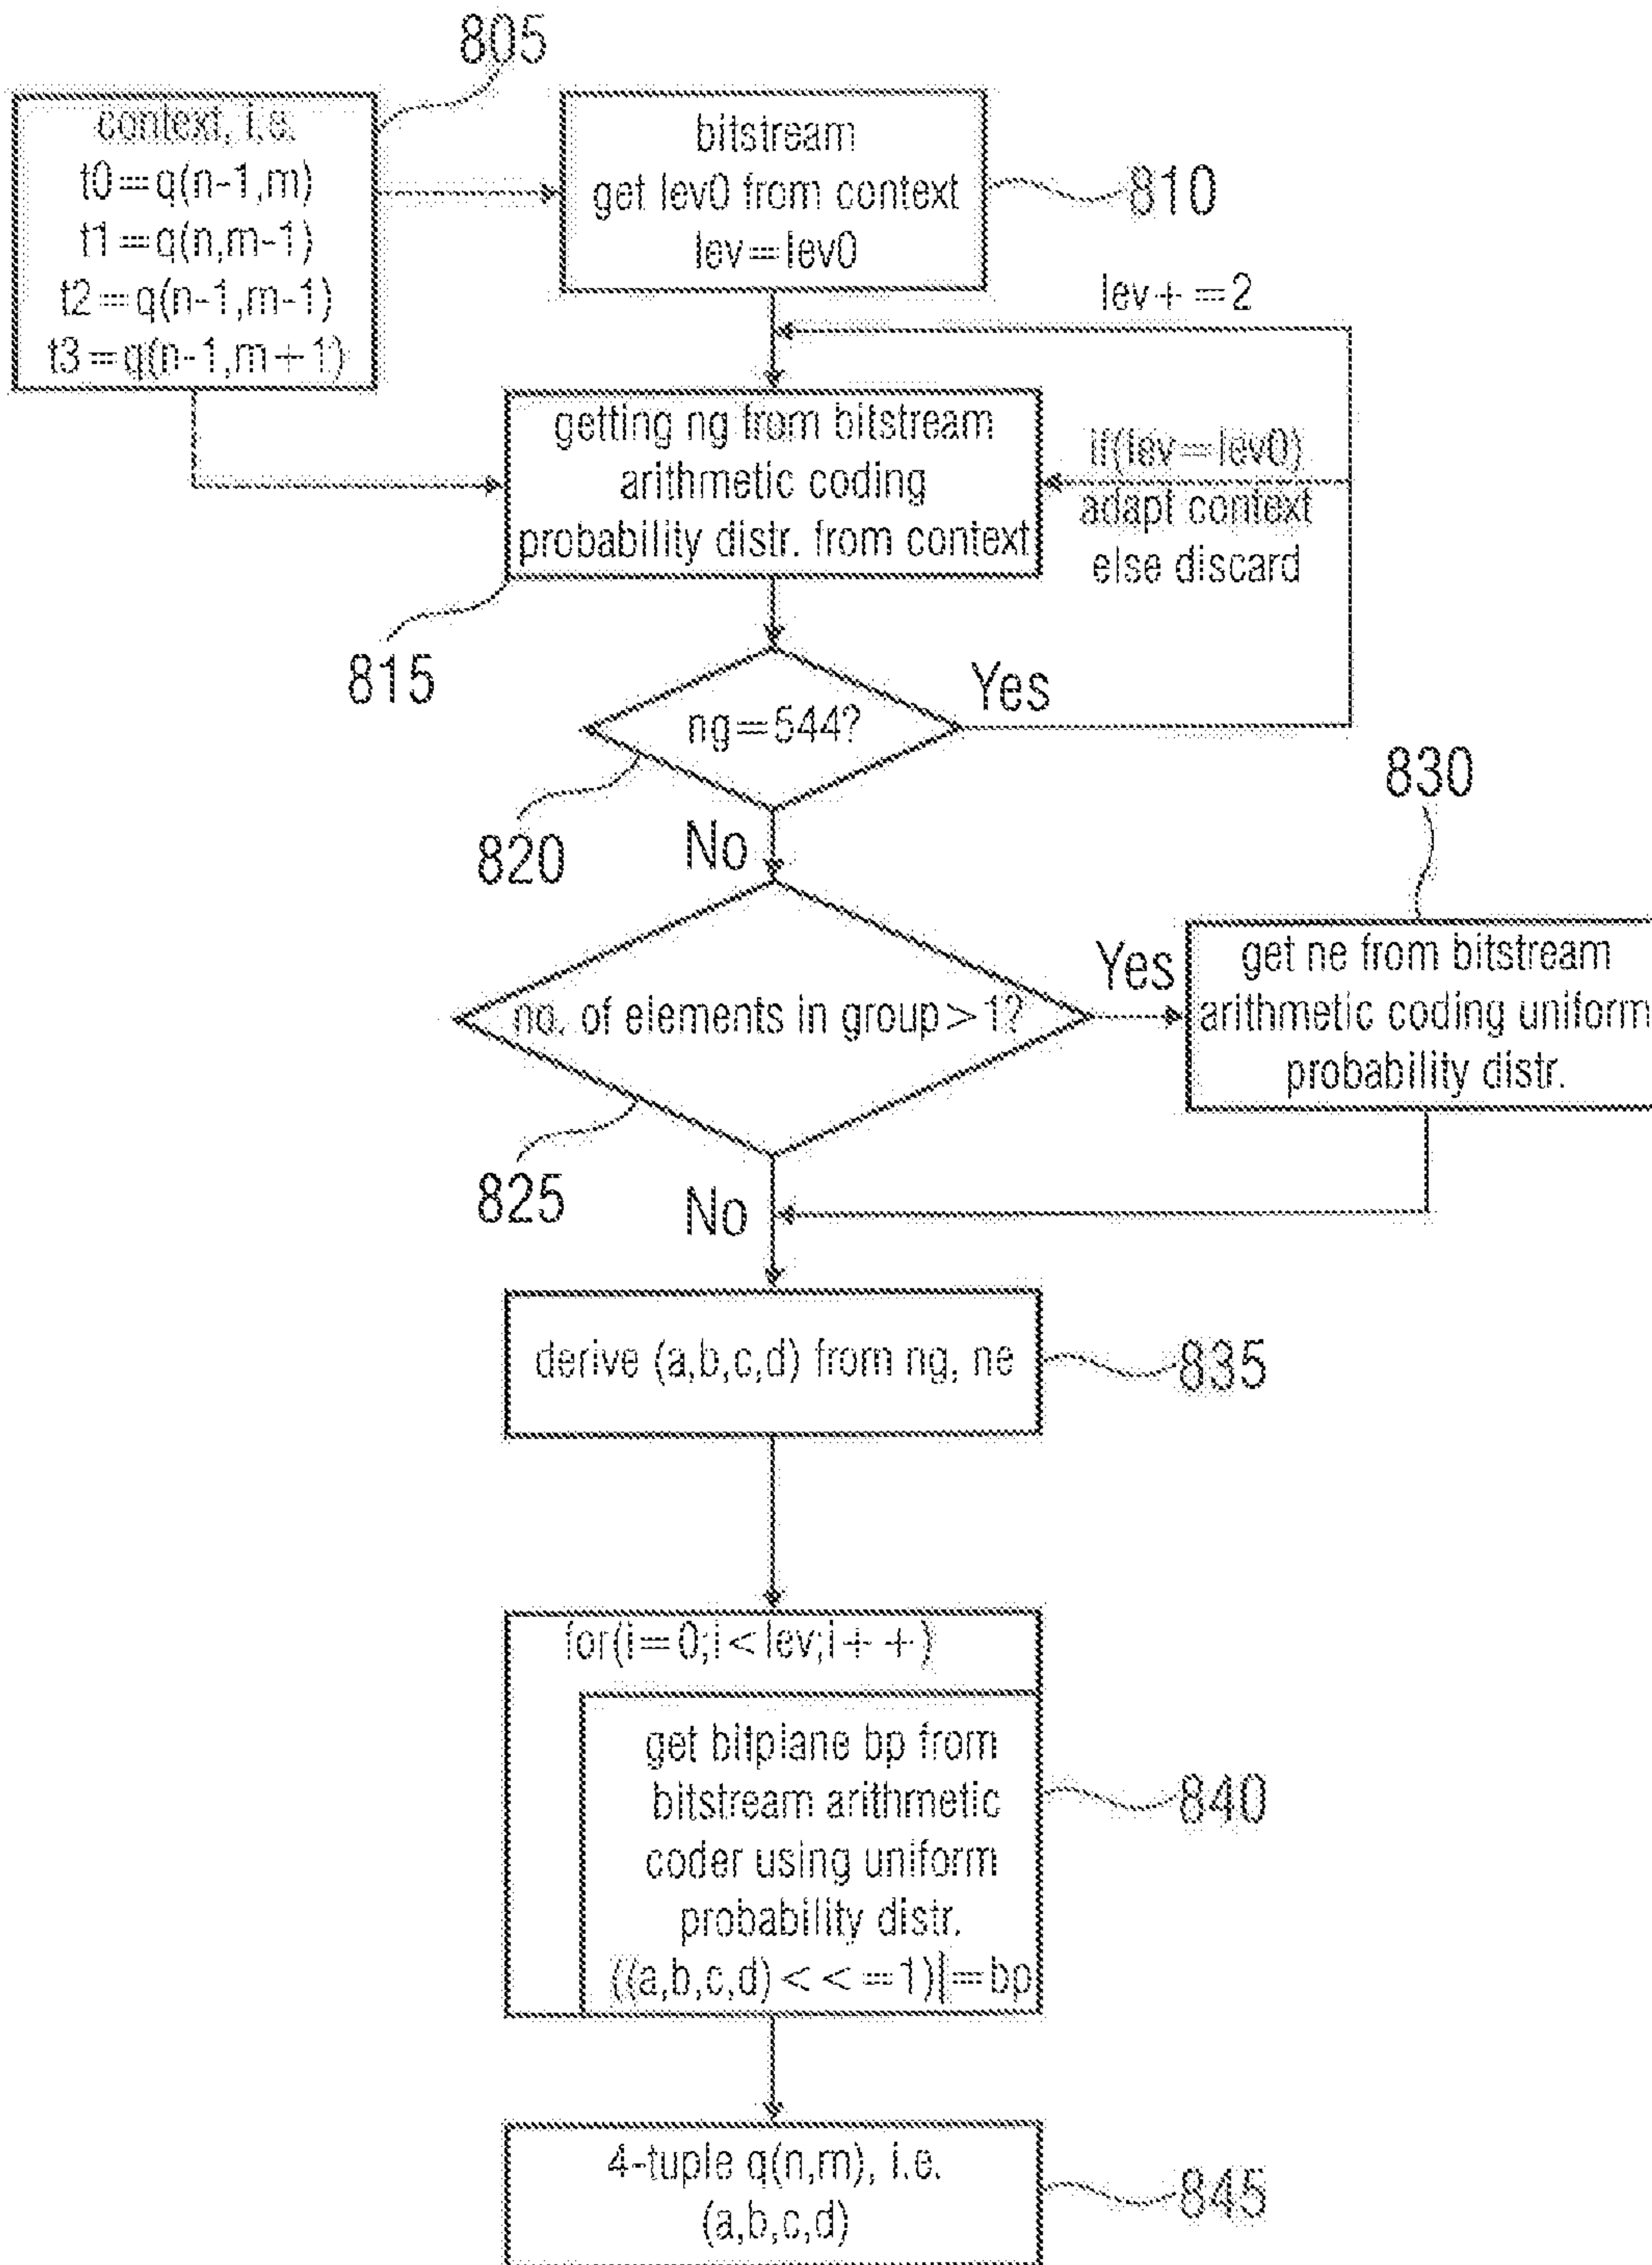 805
context, i.e.
t0=q(n-1,m)
t1=q(n,m-1)
t2=q(n-1,m-1)
t3=q(n-1,m+1)
bitstream
get lev0 from context
lev=lev0
810
lev+=2
getting ng from bitstream
arithmetic coding
probability distr. from context
if(lev=lev0)
adapt context
else discard
815
ng=544?
Yes
820
No
830
no. of elements in group>1?
Yes
get ne from bitstream
arithmetic coding uniform
probability distr.
825
No
derive (a,b,c,d) from ng, ne
835
for(i=0;i<lev;i++)
get bitplane bp from
bitstream arithmetic
coder using uniform
probability distr.
((a,b,c,d)<<=1)|=bp
840
4-tuple q(n,m), i.e.
(a,b,c,d)
845